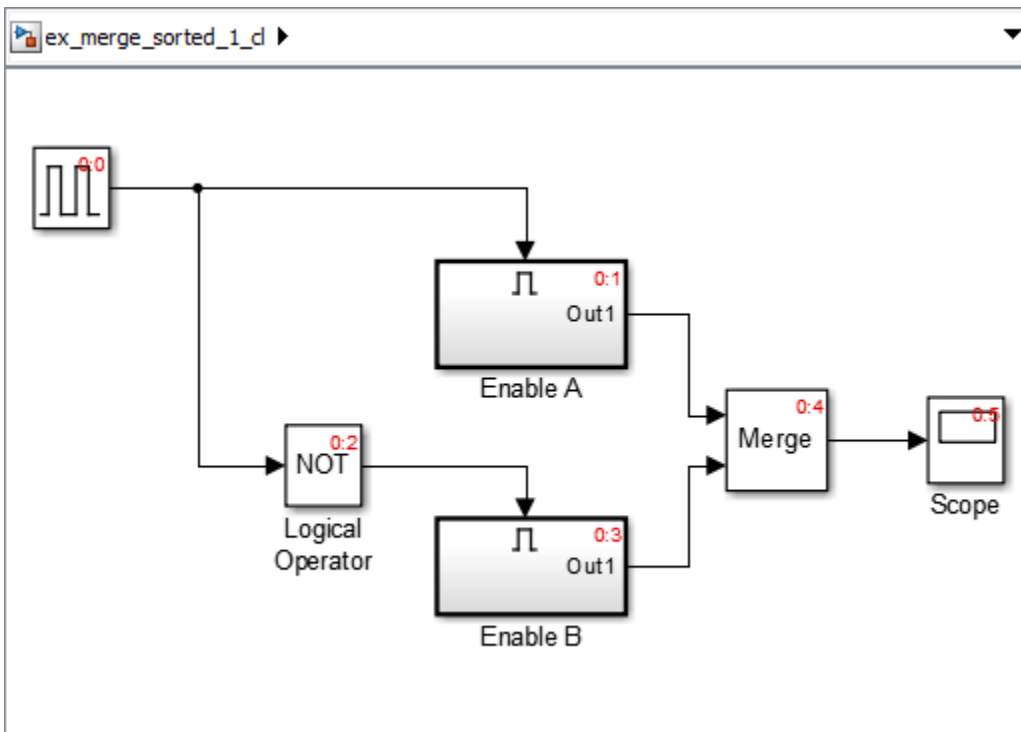 ex_merge_sorted_1_cl
0:0
0:1
Out1
Enable A
0:2
NOT
Logical
Operator
0:3
Out1
Enable B
0:4
Merge
0:5
Scope